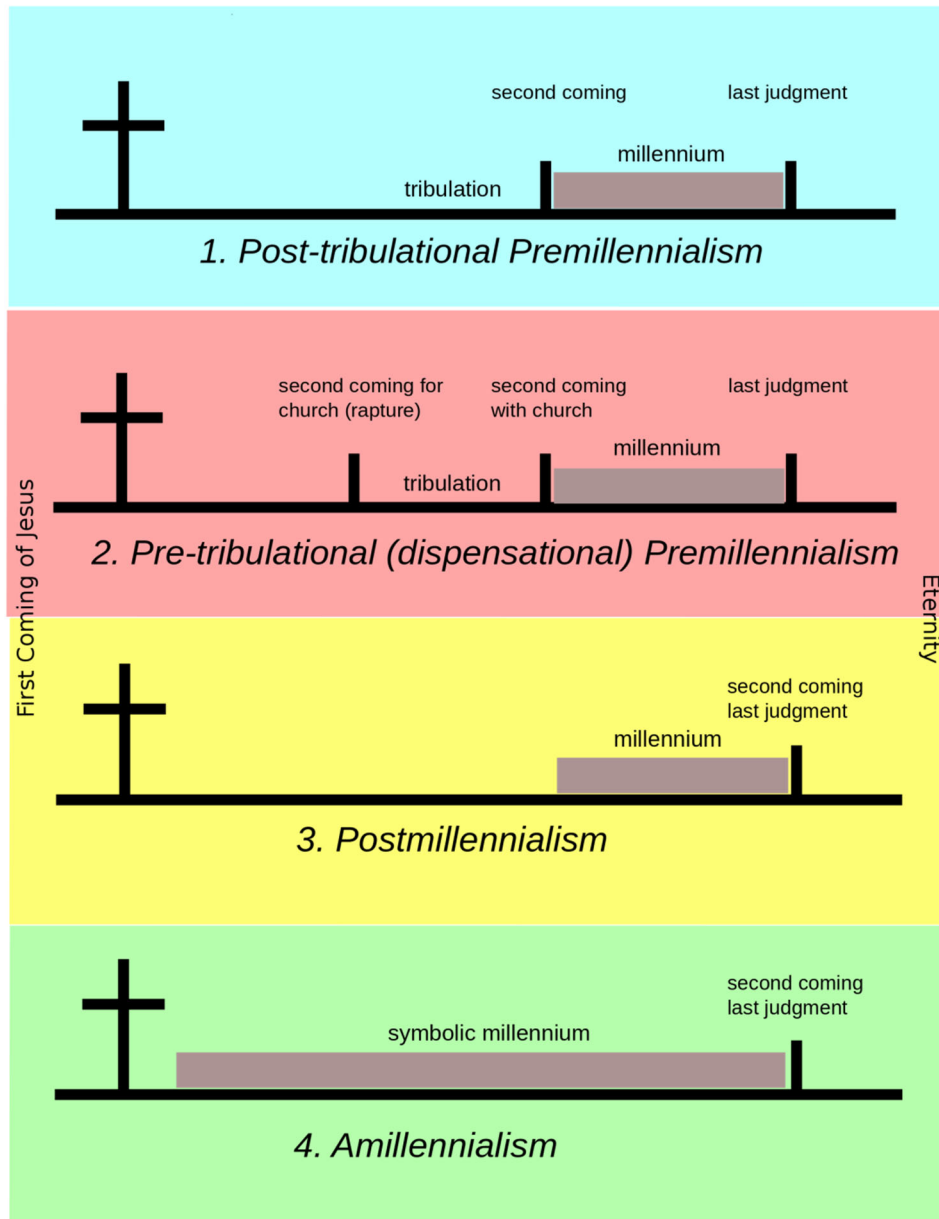 second coming
last judgment
millennium
tribulation
1. Post-tribulational Premillennialism
second coming for
church (rapture)
second coming
with church
last judgment
millennium
tribulation
2. Pre-tribulational (dispensational) Premillennialism
First Coming of Jesus
Eternity
second coming
last judgment
millennium
3. Postmillennialism
second coming
last judgment
symbolic millennium
4. Amillennialism